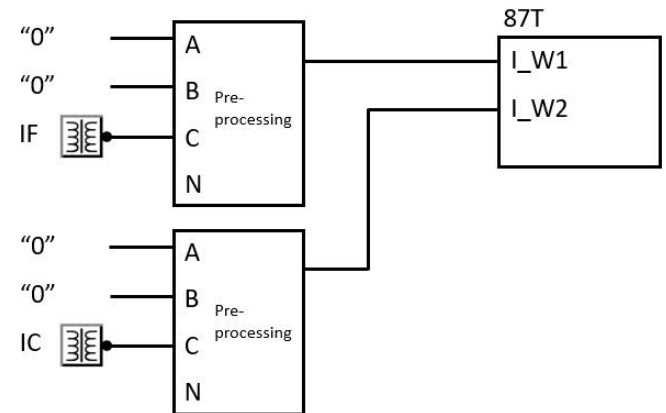 87T
“0”
A
I_W1
“0”
B
Pre-
processing
I_W2
IF
C
N
“0”
A
“0”
B
Pre-
processing
IC
C
N